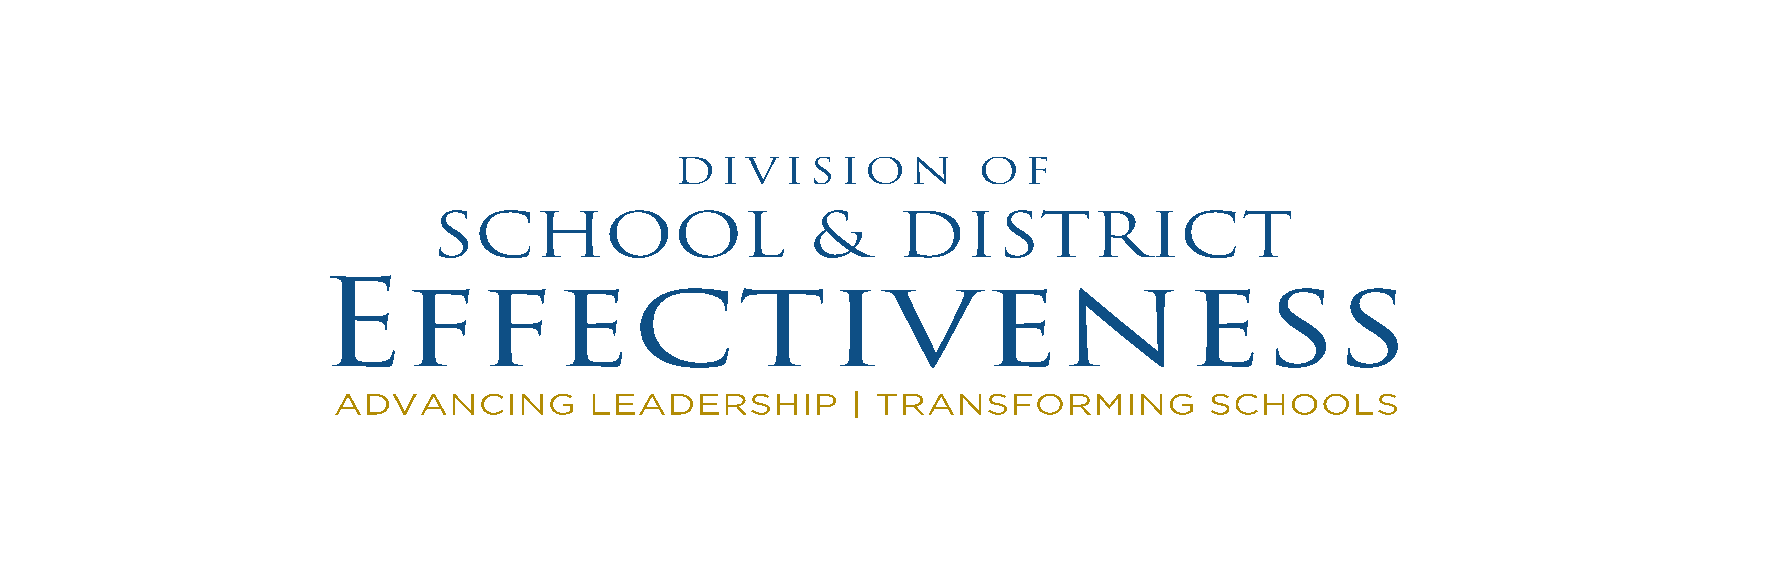 DIVISION OF
SCHOOL & DISTRICT
EFFECTIVENESS
ADVANCING LEADERSHIP | TRANSFORMING SCHOOLS